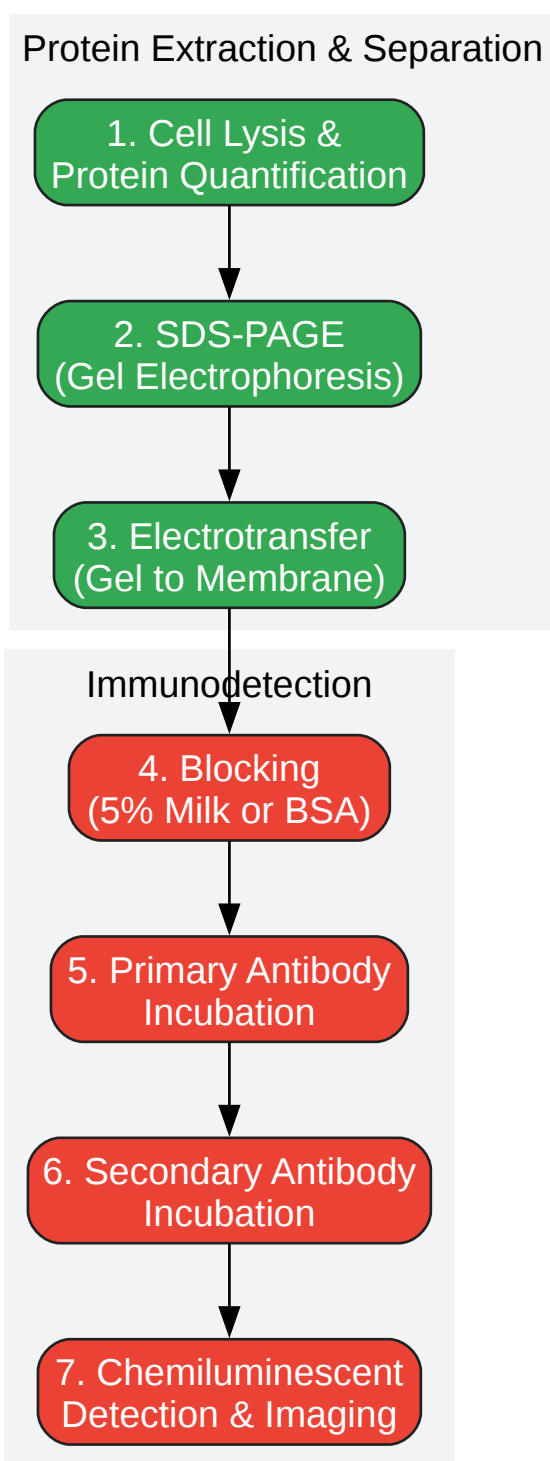 Protein Extraction & Separation
1. Cell Lysis &
Protein Quantification
2. SDS-PAGE
(Gel Electrophoresis)
3. Electrotransfer
(Gel to Membrane)
Immunodetection
4. Blocking
(5% Milk or BSA)
5. Primary Antibody
Incubation
6. Secondary Antibody
Incubation
7. Chemiluminescent
Detection & Imaging